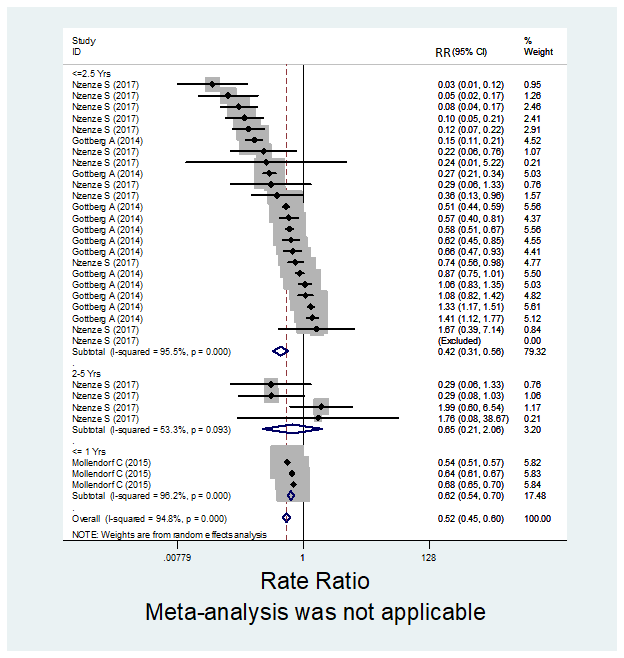 Study %
ID RR (95% CI) Weight
<=2.5 Yrs
Nzenze S (2017) 0.03 (0.01, 0.12) 0.95
Nzenze S (2017) 0.05 (0.02, 0.17) 1.26
Nzenze S (2017) 0.08 (0.04, 0.17) 2.46
Nzenze S (2017) 0.10 (0.05, 0.21) 2.41
Nzenze S (2017) 0.12 (0.07, 0.22) 2.91
Gottberg A (2014) 0.15 (0.11, 0.21) 4.52
Nzenze S (2017) 0.22 (0.06, 0.76) 1.07
Nzenze S (2017) 0.24 (0.01, 5.22) 0.21
Gottberg A (2014) 0.27 (0.21, 0.34) 5.03
Nzenze S (2017) 0.29 (0.06, 1.33) 0.76
Nzenze S (2017) 0.36 (0.13, 0.96) 1.57
Gottberg A (2014) 0.51 (0.44, 0.59) 5.56
Gottberg A (2014) 0.57 (0.40, 0.81) 4.37
Gottberg A (2014) 0.58 (0.51, 0.67) 5.56
Gottberg A (2014) 0.62 (0.45, 0.85) 4.55
Gottberg A (2014) 0.66 (0.47, 0.93) 4.41
Nzenze S (2017) 0.74 (0.56, 0.98) 4.77
Gottberg A (2014) 0.87 (0.75, 1.01) 5.50
Gottberg A (2014) 1.06 (0.83, 1.35) 5.03
Gottberg A (2014) 1.08 (0.82, 1.42) 4.82
Gottberg A (2014) 1.33 (1.17, 1.51) 5.61
Gottberg A (2014) 1.41 (1.12, 1.77) 5.12
Nzenze S (2017) 1.67 (0.39, 7.14) 0.84
Nzenze S (2017) (Excluded) 0.00
Subtotal (I-squared = 95.5%, p = 0.000) 0.42 (0.31, 0.56) 79.32
.
2-5 Yrs
Nzenze S (2017) 0.29 (0.06, 1.33) 0.76
Nzenze S (2017) 0.29 (0.08, 1.03) 1.06
Nzenze S (2017) 1.99 (0.60, 6.54) 1.17
Nzenze S (2017) 1.76 (0.08, 38.67) 0.21
Subtotal (I-squared = 53.3%, p = 0.093) 0.65 (0.21, 2.06) 3.20
.
<= 1 Yrs
Mollendorf C (2015) 0.54 (0.51, 0.57) 5.82
Mollendorf C (2015) 0.64 (0.61, 0.67) 5.83
Mollendorf C (2015) 0.68 (0.65, 0.70) 5.84
Subtotal (I-squared = 96.2%, p = 0.000) 0.62 (0.54, 0.70) 17.48
.
Overall (I-squared = 94.8%, p = 0.000) 0.52 (0.45, 0.60) 100.00
NOTE: Weights are from random effects analysis
.00779 1 128
Rate Ratio
Meta-analysis was not applicable